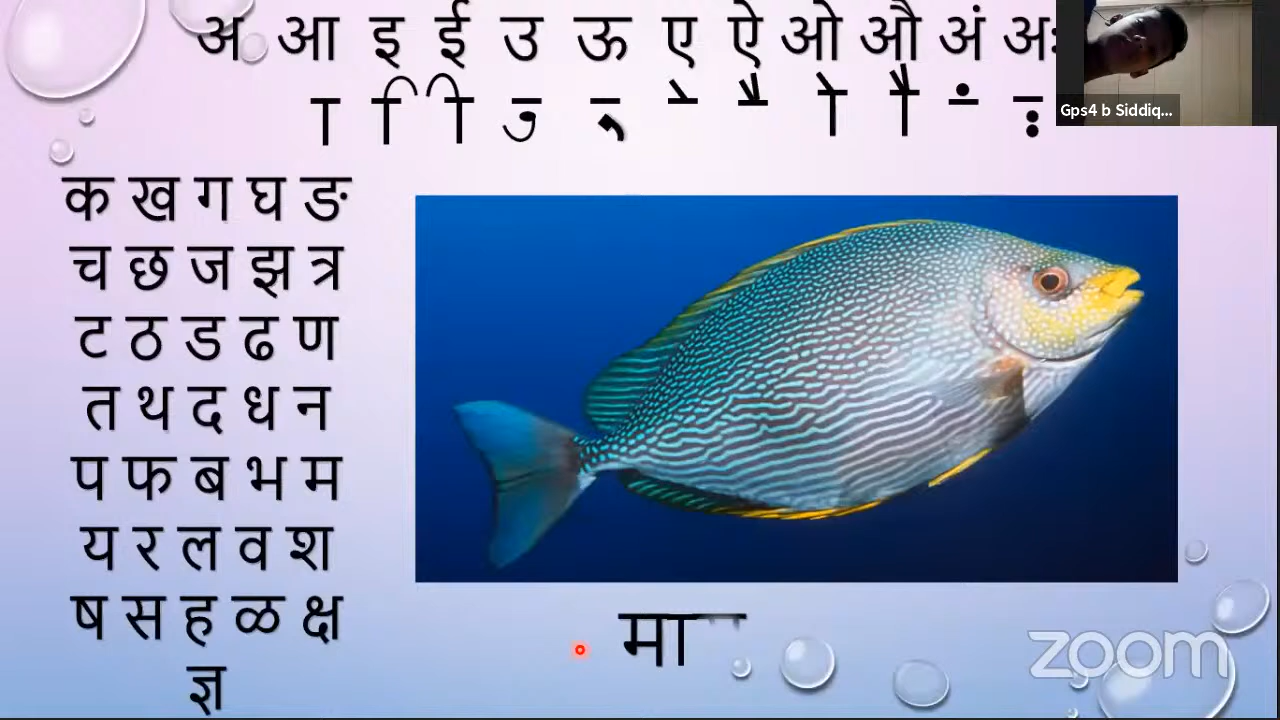 अ आ इ ई उ ऊ ए ऐ ओ औ अं अः
ा ि ी ु ू े ै ो ौ ं ः
Gps4 b Siddiq...
क ख ग घ ङ
च छ ज झ त्र
ट ठ ड ढ ण
त थ द ध न
प फ ब भ म
य र ल व श
ष स ह ळ क्ष
ज्ञ
मा
zoom